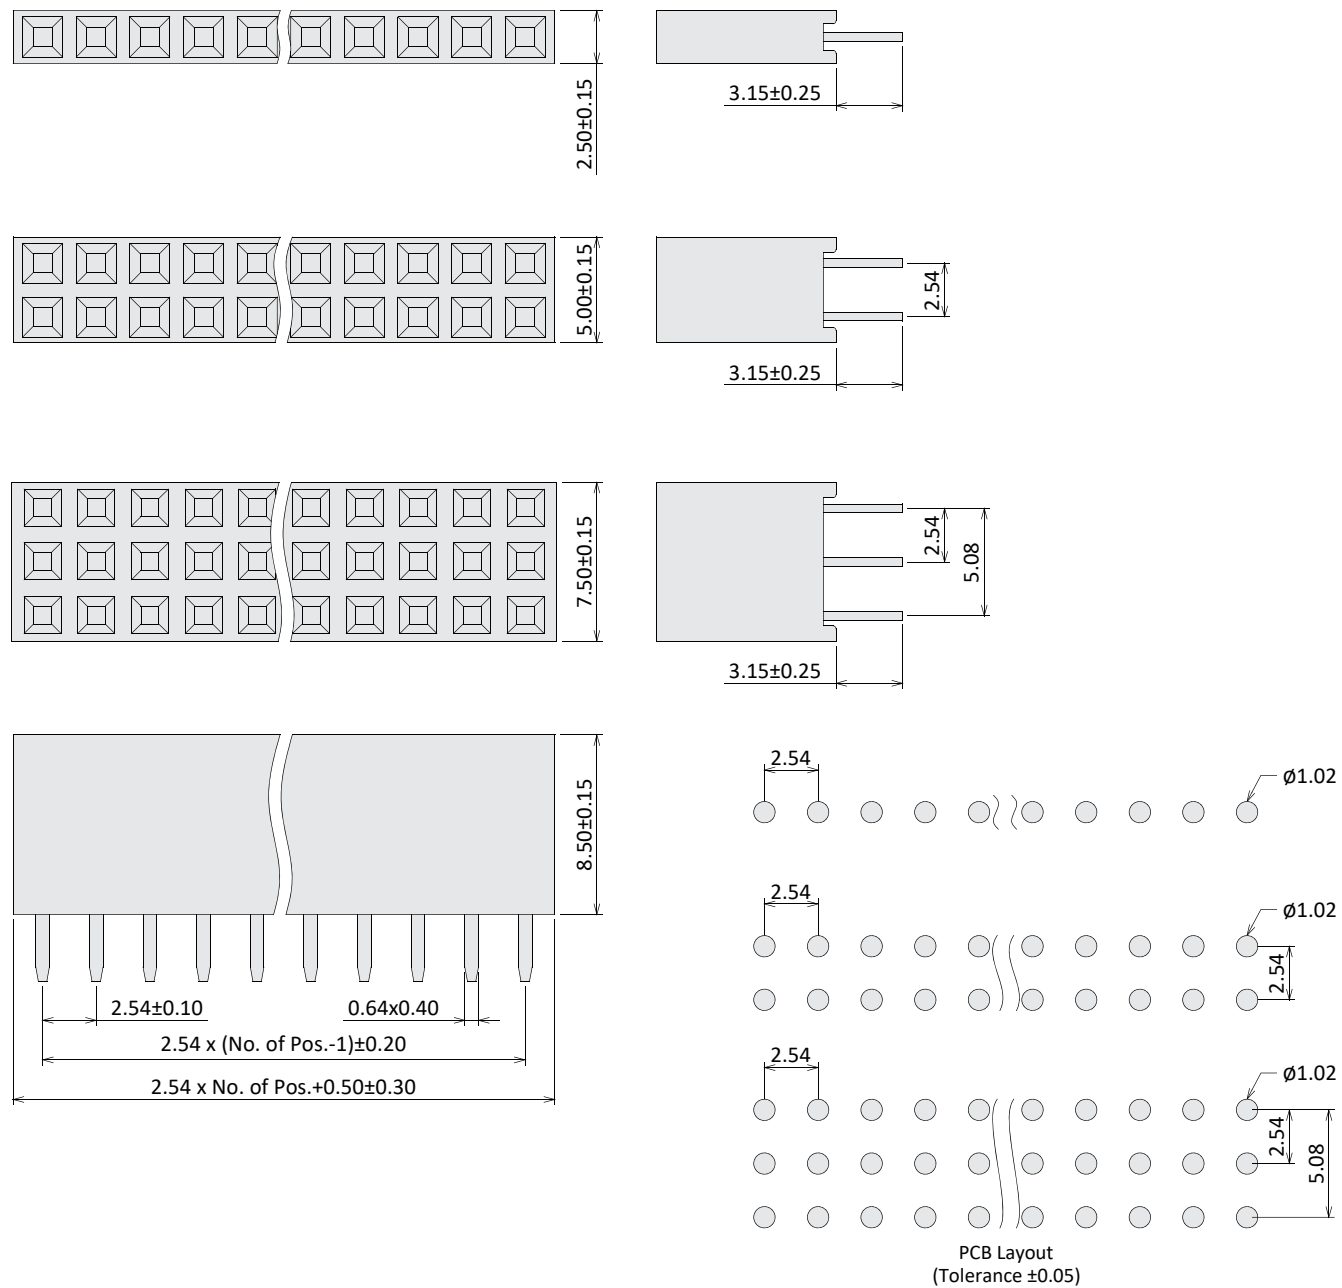 2.50±0.15
3.15±0.25
5.00±0.15
2.54
3.15±0.25
7.50±0.15
2.54
5.08
3.15±0.25
8.50±0.15
2.54±0.10
0.64x0.40
2.54 x (No. of Pos.-1)±0.20
2.54 x No. of Pos.+0.50±0.30
2.54
ø1.02
2.54
ø1.02
2.54
2.54
ø1.02
2.54
5.08
PCB Layout
(Tolerance ±0.05)